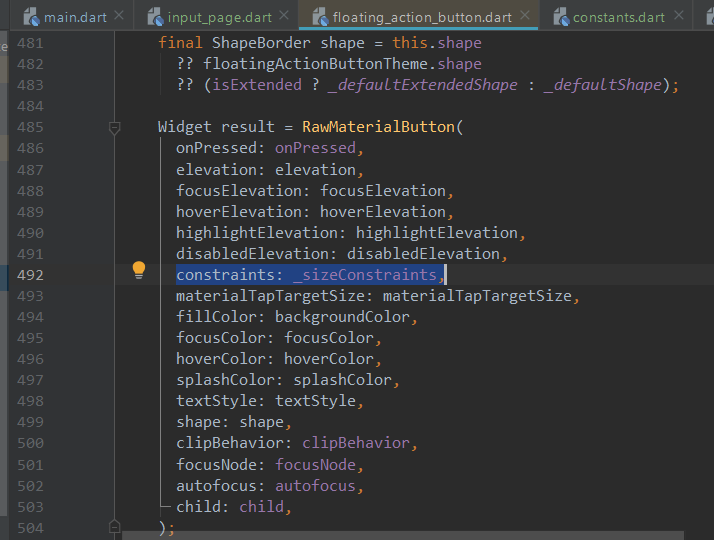 main.dart input_page.dart floating_action_button.dart constants.dart
481 final ShapeBorder shape = this.shape
482 ?? floatingActionButtonTheme.shape
483 ?? (isExtended ? _defaultExtendedShape : _defaultShape);
484
485 Widget result = RawMaterialButton(
486 onPressed: onPressed,
487 elevation: elevation,
488 focusElevation: focusElevation,
489 hoverElevation: hoverElevation,
490 highlightElevation: highlightElevation,
491 disabledElevation: disabledElevation,
492 constraints: _sizeConstraints,
493 materialTapTargetSize: materialTapTargetSize,
494 fillColor: backgroundColor,
495 focusColor: focusColor,
496 hoverColor: hoverColor,
497 splashColor: splashColor,
498 textStyle: textStyle,
499 shape: shape,
500 clipBehavior: clipBehavior,
501 focusNode: focusNode,
502 autofocus: autofocus,
503 child: child,
504 );